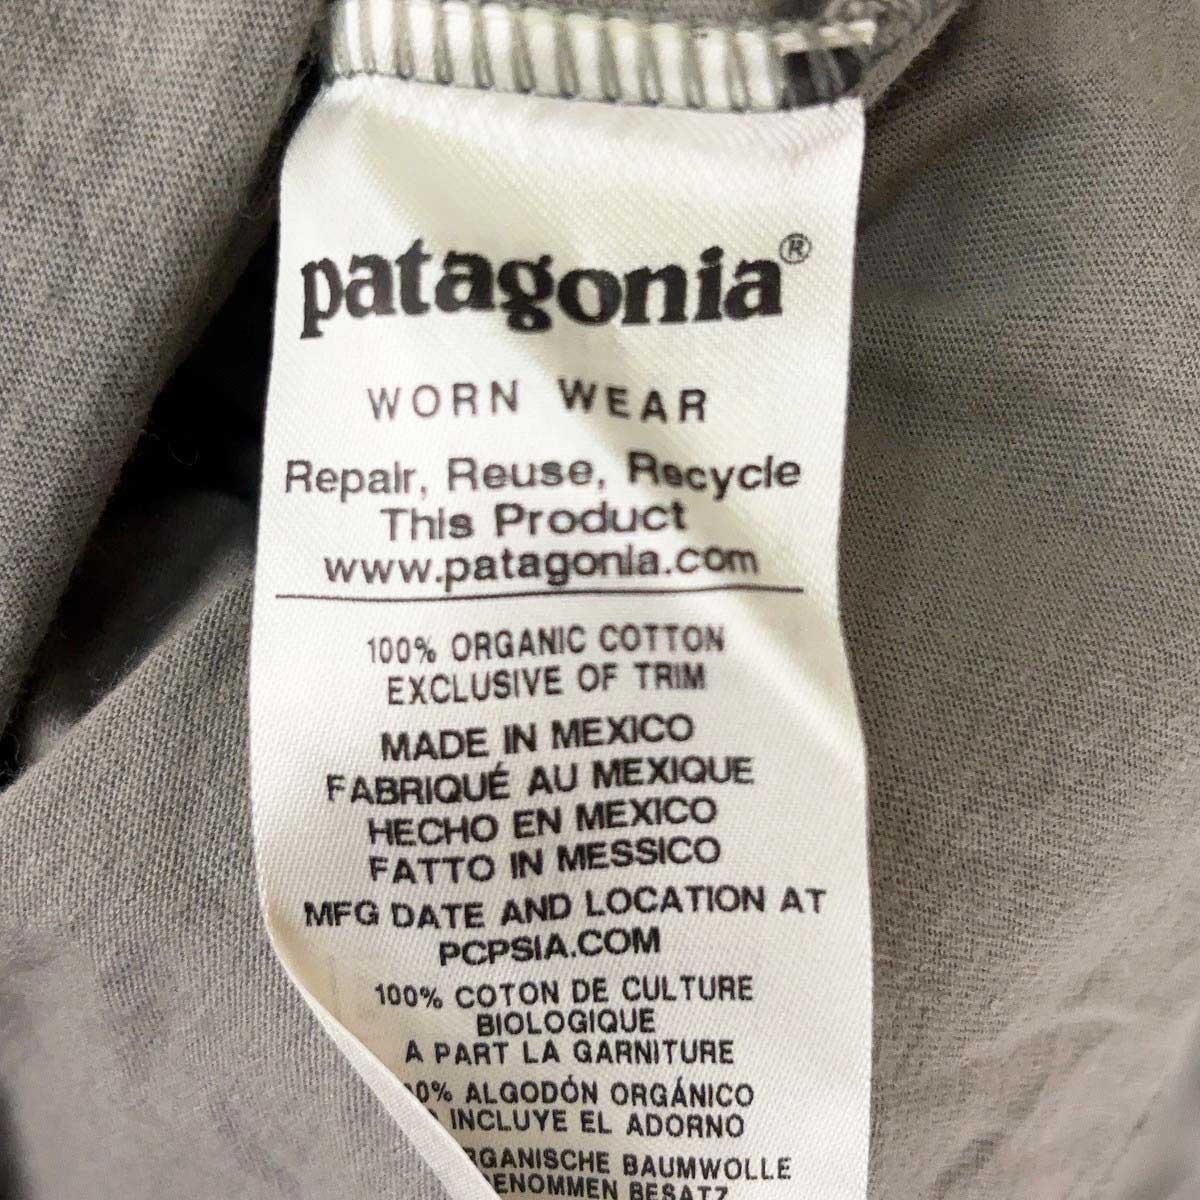 patagonia®
WORN WEAR
Repair, Reuse, Recycle
This Product
www.patagonia.com
100% ORGANIC COTTON
EXCLUSIVE OF TRIM
MADE IN MEXICO
FABRIQUÉ AU MEXIQUE
HECHO EN MEXICO
FATTO IN MESSICO
MFG DATE AND LOCATION AT
PCPSIA.COM
100% COTON DE CULTURE
BIOLOGIQUE
A PART LA GARNITURE
0% ALGODÓN ORGÁNICO
INCLUYE EL ADORNO
BAUMWOLLE
BESATZ